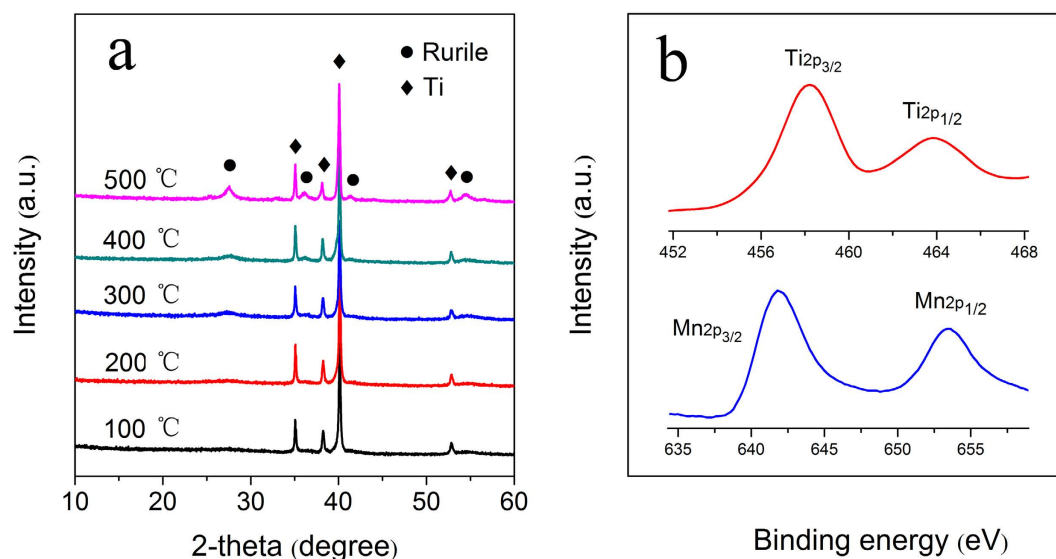 a
● Rurile
◆ Ti
500 ℃
400 ℃
300 ℃
200 ℃
100 ℃
10 20 30 40 50 60
2-theta (degree)
Intensity (a.u.)
b
Ti2p3/2
Ti2p1/2
452 456 460 464 468
Mn2p3/2
Mn2p1/2
635 640 645 650 655
Binding energy (eV)
Intensity (a.u.)